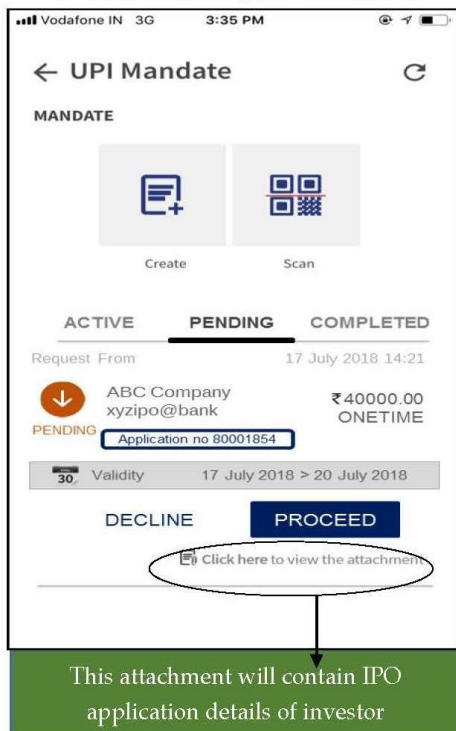 Vodafone IN 3G 3:35 PM
← UPI Mandate
MANDATE
Create Scan
ACTIVE PENDING COMPLETED
Request From 17 July 2018 14:21
ABC Company ₹40000.00
xyzipo@bank ONETIME
PENDING
Application no 80001854
30 Validity 17 July 2018 > 20 July 2018
DECLINE PROCEED
Click here to view the attachment
This attachment will contain IPO
application details of investor